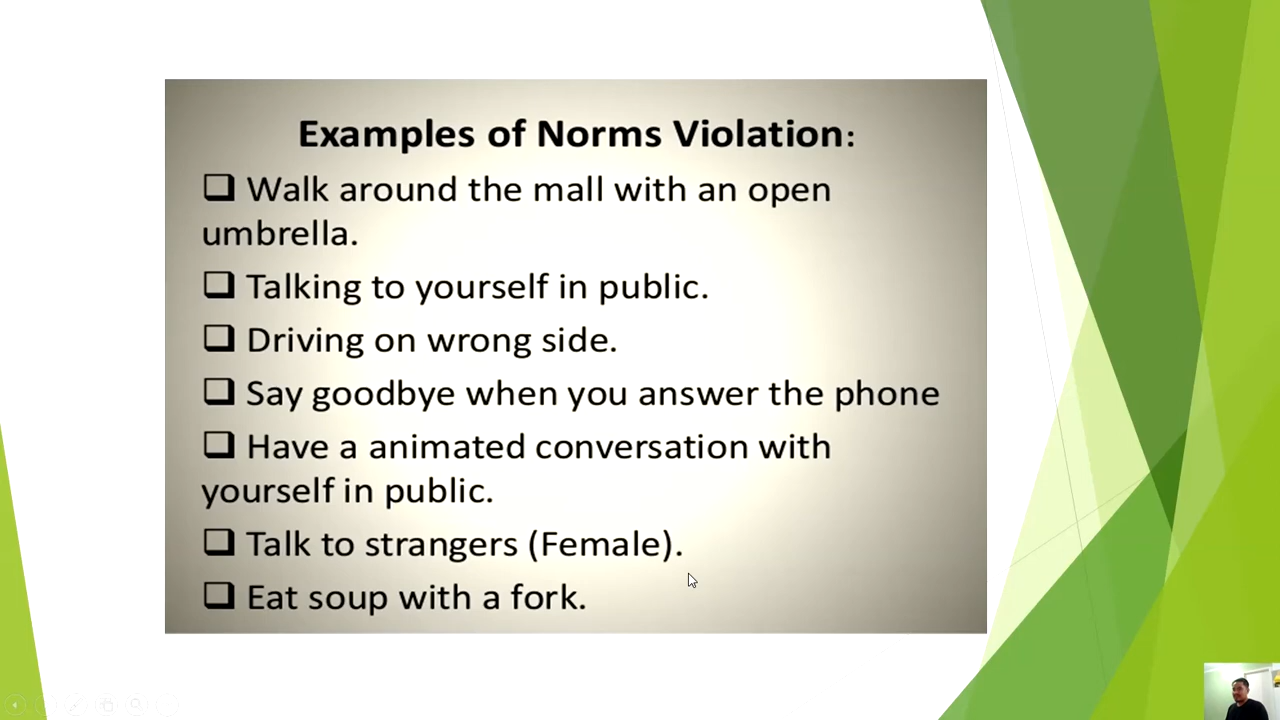 Examples of Norms Violation:
❑ Walk around the mall with an open
umbrella.
❑ Talking to yourself in public.
❑ Driving on wrong side.
❑ Say goodbye when you answer the phone
❑ Have a animated conversation with
yourself in public.
❑ Talk to strangers (Female).
❑ Eat soup with a fork.